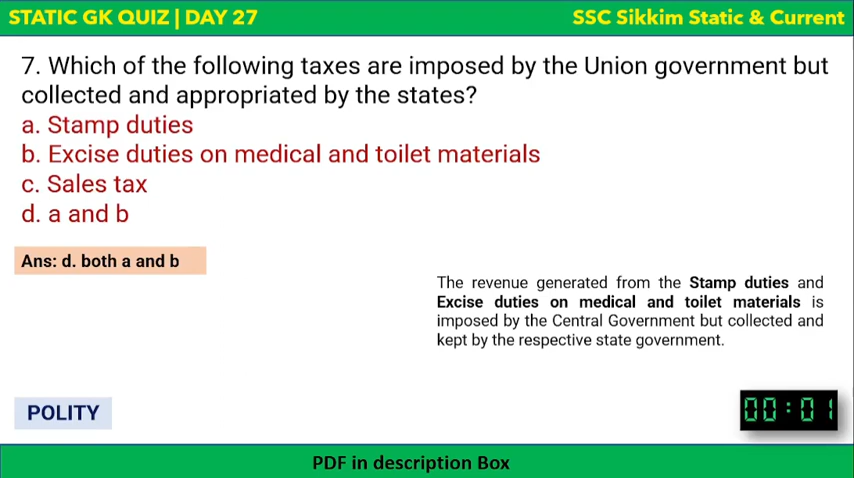 STATIC GK QUIZ | DAY 27
SSC Sikkim Static & Current
7. Which of the following taxes are imposed by the Union government but
collected and appropriated by the states?
a. Stamp duties
b. Excise duties on medical and toilet materials
c. Sales tax
d. a and b
Ans: d. both a and b
The revenue generated from the Stamp duties and
Excise duties on medical and toilet materials is
imposed by the Central Government but collected and
kept by the respective state government.
POLITY
00:01
PDF in description Box